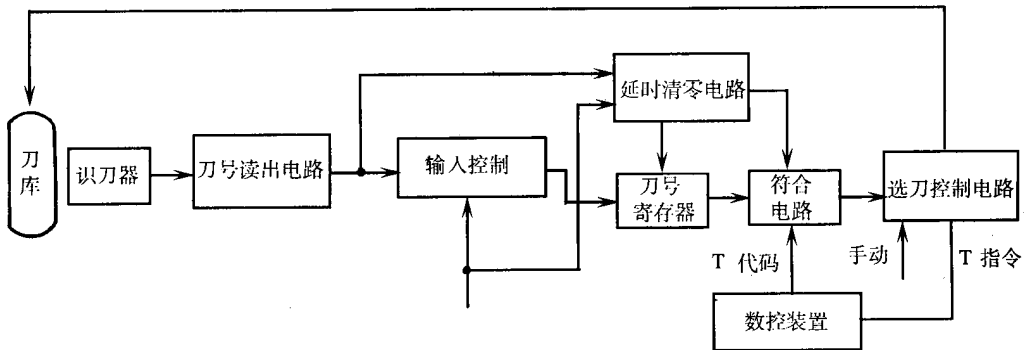 刀
库
识刀器
刀号读出电路
输入控制
延时清零电路
刀号
寄存器
符合
电路
选刀控制电路
T 代码
手动
T 指令
数控装置